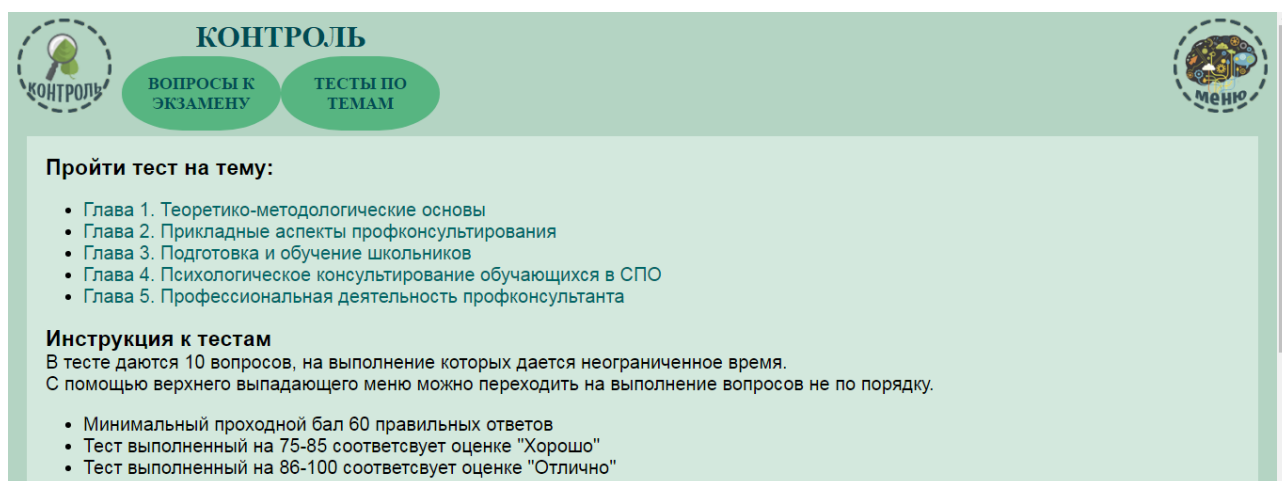 КОНТРОЛЬ
КОНТРОЛЬ
ВОПРОСЫ К
ЭКЗАМЕНУ
ТЕСТЫ ПО
ТЕМАМ
меню
Пройти тест на тему:
Глава 1. Теоретико-методологические основы
Глава 2. Прикладные аспекты профконсультирования
Глава 3. Подготовка и обучение школьников
Глава 4. Психологическое консультирование обучающихся в СПО
Глава 5. Профессиональная деятельность профконсультанта
Инструкция к тестам
В тесте даются 10 вопросов, на выполнение которых дается неограниченное время.
С помощью верхнего выпадающего меню можно переходить на выполнение вопросов не по порядку.
Минимальный проходной бал 60 правильных ответов
Тест выполненный на 75-85 соответсвует оценке "Хорошо"
Тест выполненный на 86-100 соответсвует оценке "Отлично"